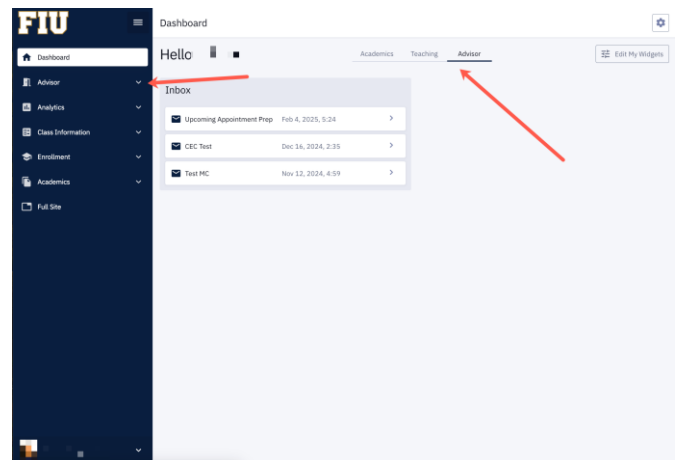 FIU
Dashboard
Advisor
Analytics
Class Information
Enrollment
Academics
Full Site
Dashboard
Hello
Academics Teaching Advisor
Edit My Widgets
Inbox
Upcoming Appointment Prep Feb 4, 2025, 5:24
CEC Test Dec 16, 2024, 2:35
Test MC Nov 12, 2024, 4:59